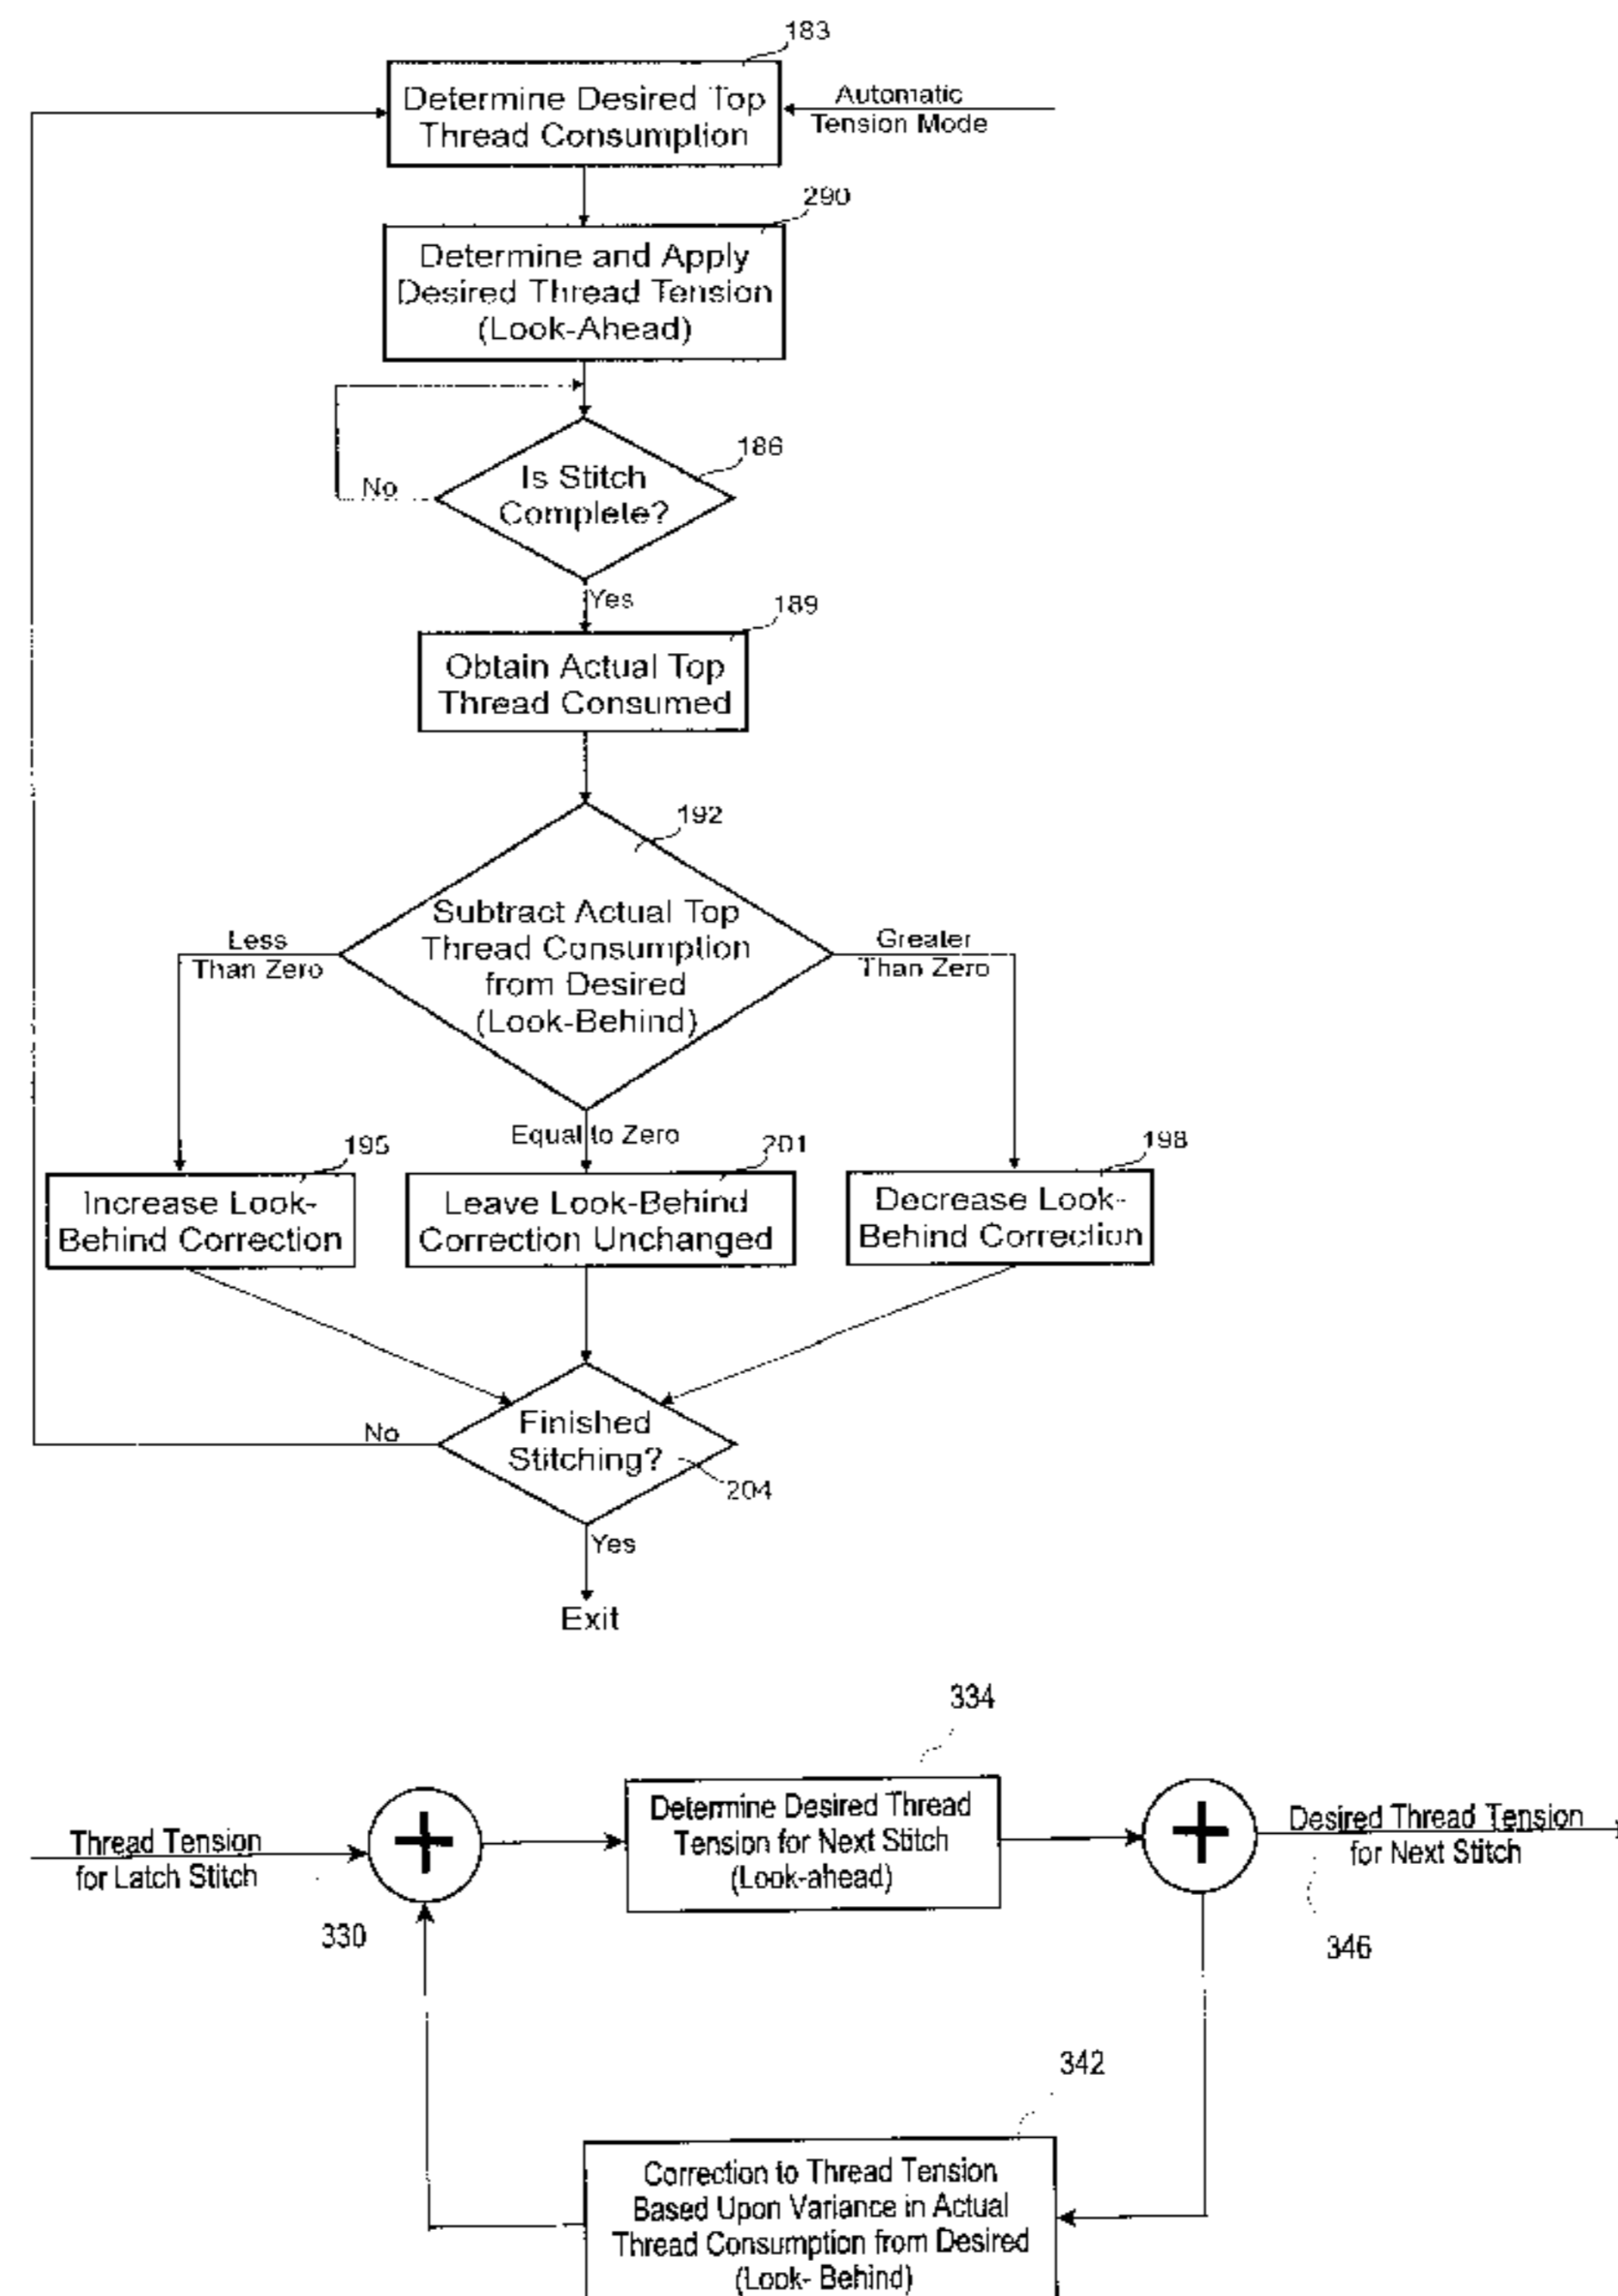 183
Determine Desired Top
Thread Consumption
Automatic
Tension Mode
290
Determine and Apply
Desired Thread Tension
(Look-Ahead)
186
Is Stitch
Complete?
No
Yes
189
Obtain Actual Top
Thread Consumed
192
Subtract Actual Top
Thread Consumption
from Desired
(Look-Behind)
Less
Than Zero
Greater
Than Zero
Equal to Zero
195
Increase Look-
Behind Correction
201
Leave Look-Behind
Correction Unchanged
198
Decrease Look-
Behind Correction
No
Finished
Stitching?
204
Yes
Exit
334
Thread Tension
for Latch Stitch
330
+
Determine Desired Thread
Tension for Next Stitch
(Look-ahead)
+
Desired Thread Tension
for Next Stitch
346
342
Correction to Thread Tension
Based Upon Variance in Actual
Thread Consumption from Desired
(Look- Behind)